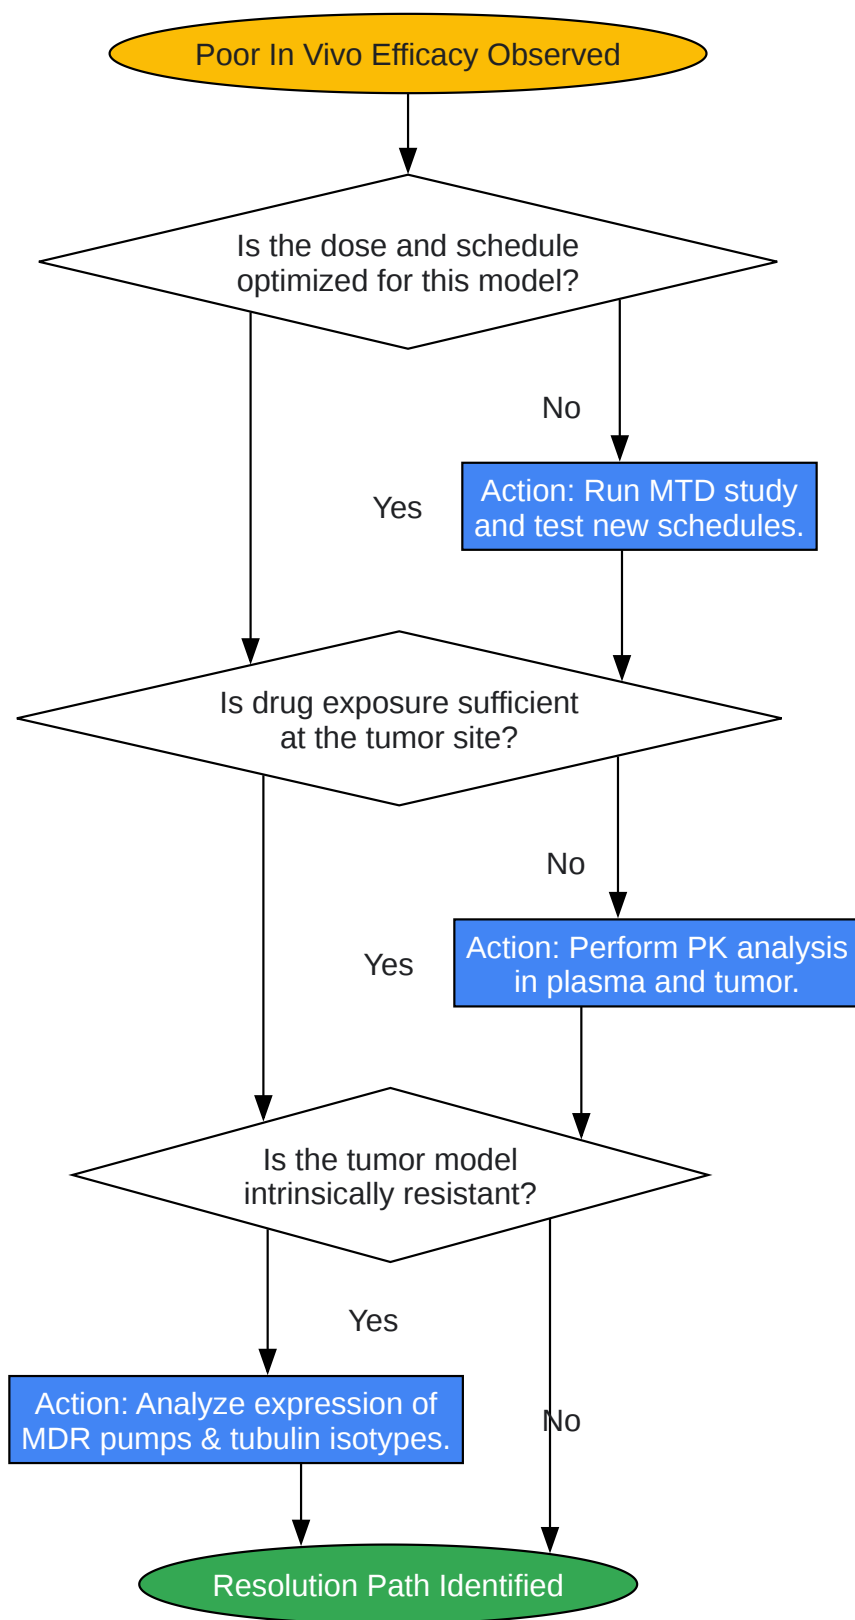 Poor In Vivo Efficacy Observed
Is the dose and schedule
optimized for this model?
No
Yes
Action: Run MTD study
and test new schedules.
Is drug exposure sufficient
at the tumor site?
No
Yes
Action: Perform PK analysis
in plasma and tumor.
Is the tumor model
intrinsically resistant?
Yes
Action: Analyze expression of
MDR pumps & tubulin isotypes.
No
Resolution Path Identified